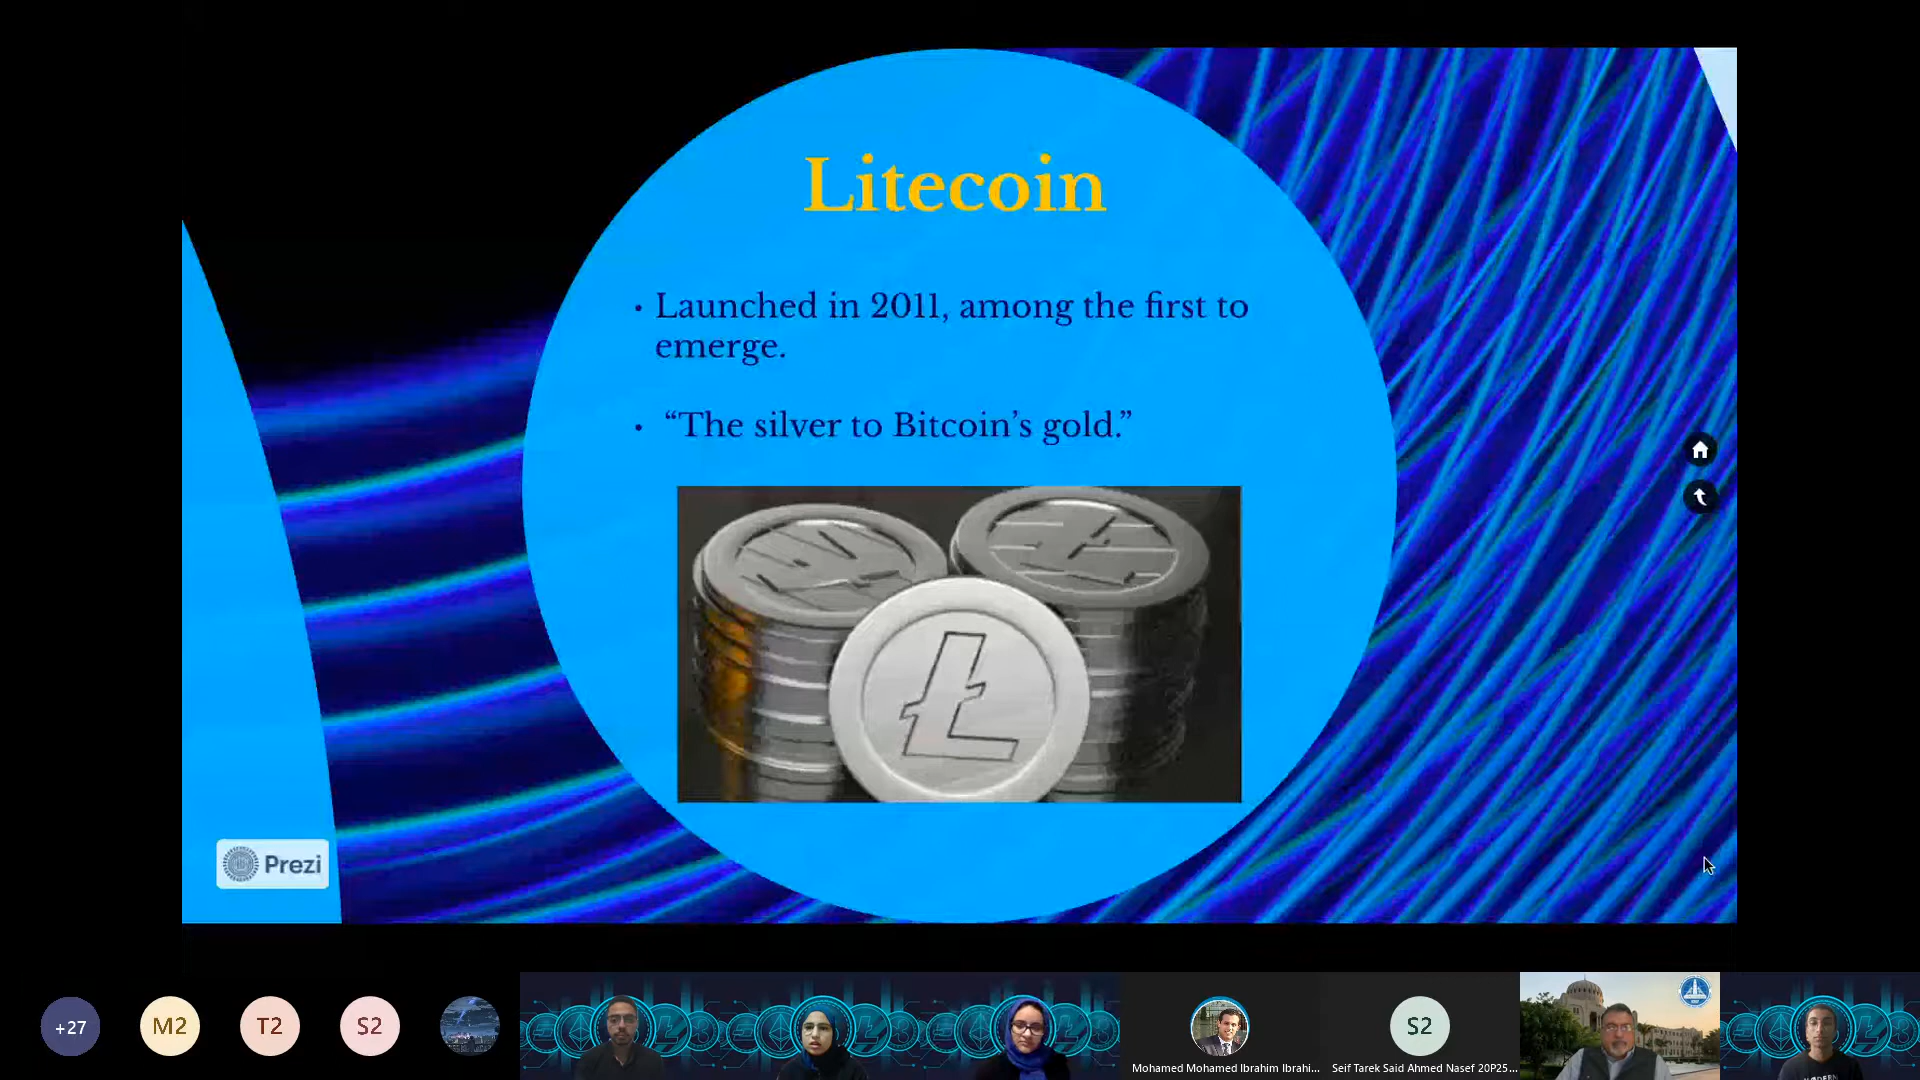 Litecoin
• Launched in 2011, among the first to
emerge.
• “The silver to Bitcoin’s gold.”
Prezi
+27
M2
T2
S2
S2
Mohamed Mohamed Ibrahim Ibrahi...
Seif Tarek Said Ahmed Nasef 20P25...